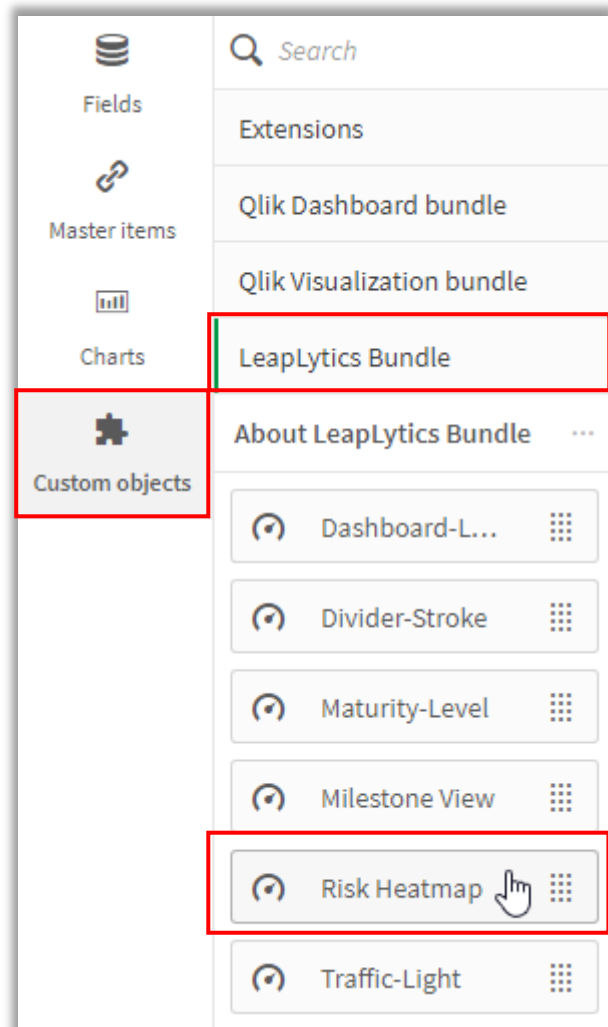 Fields
Master items
Charts
Custom objects
Search
Extensions
Qlik Dashboard bundle
Qlik Visualization bundle
LeapLytics Bundle
About LeapLytics Bundle ...
Dashboard-L...
Divider-Stroke
Maturity-Level
Milestone View
Risk Heatmap
Traffic-Light